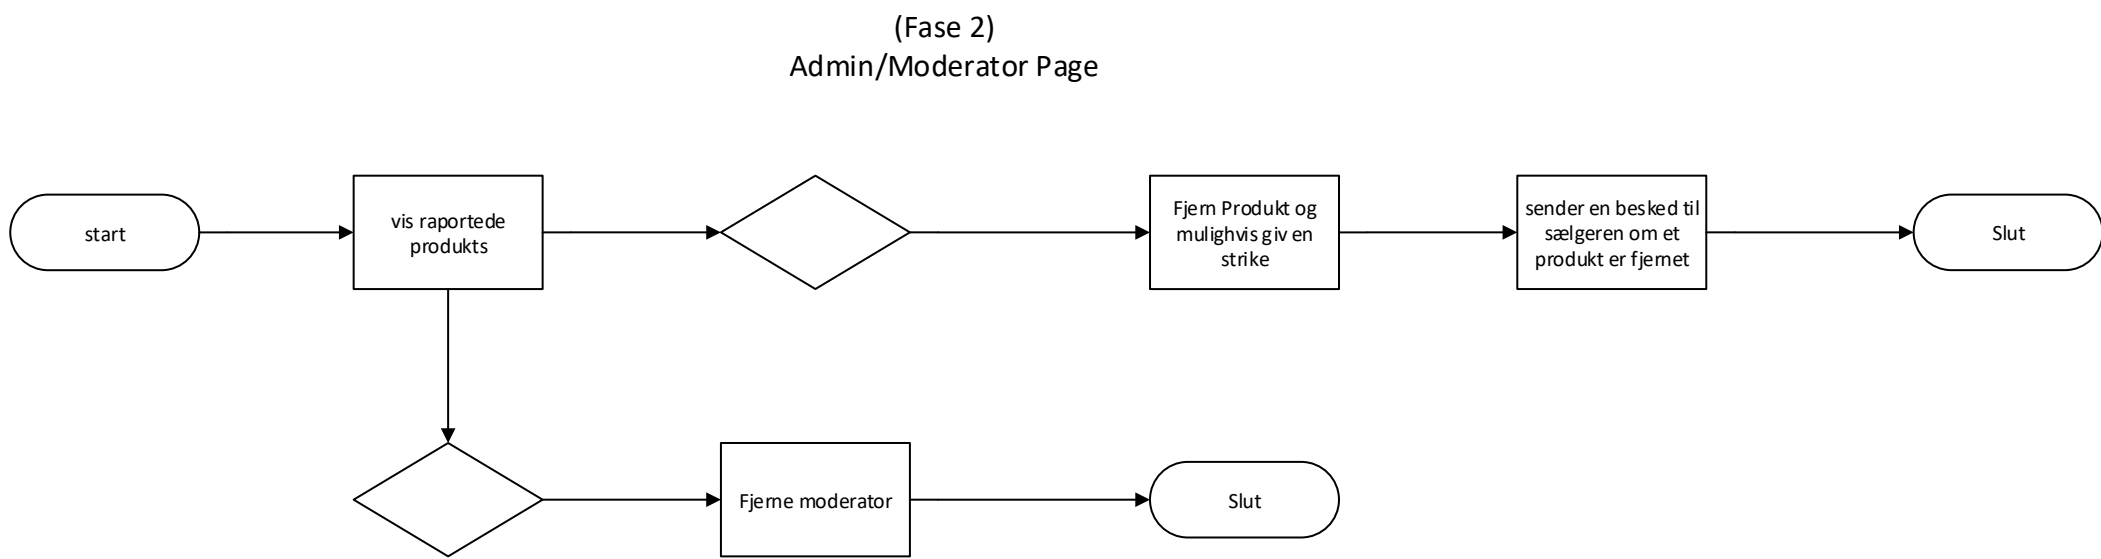 (Fase 2)
Admin/Moderator Page
start
vis raportede
produkts
Fjern Produkt og
mulighvis giv en
strike
sender en besked til
sælgeren om et
produkt er fjernet
Slut
Fjerne moderator
Slut